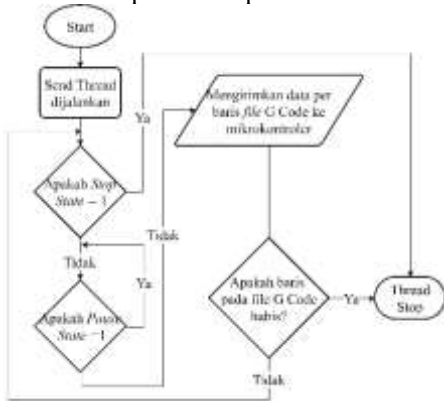 Start
Send Thread
dijalankan
Ya
Mengirimkan data per
baris file G Code ke
mikrokontroler
Apakah Stop
State = 1
Tidak
Tidak
Ya
Apakah Pause
State =1
Apakah baris
pada file G Code
habis?
Ya
Thread
Stop
Tidak